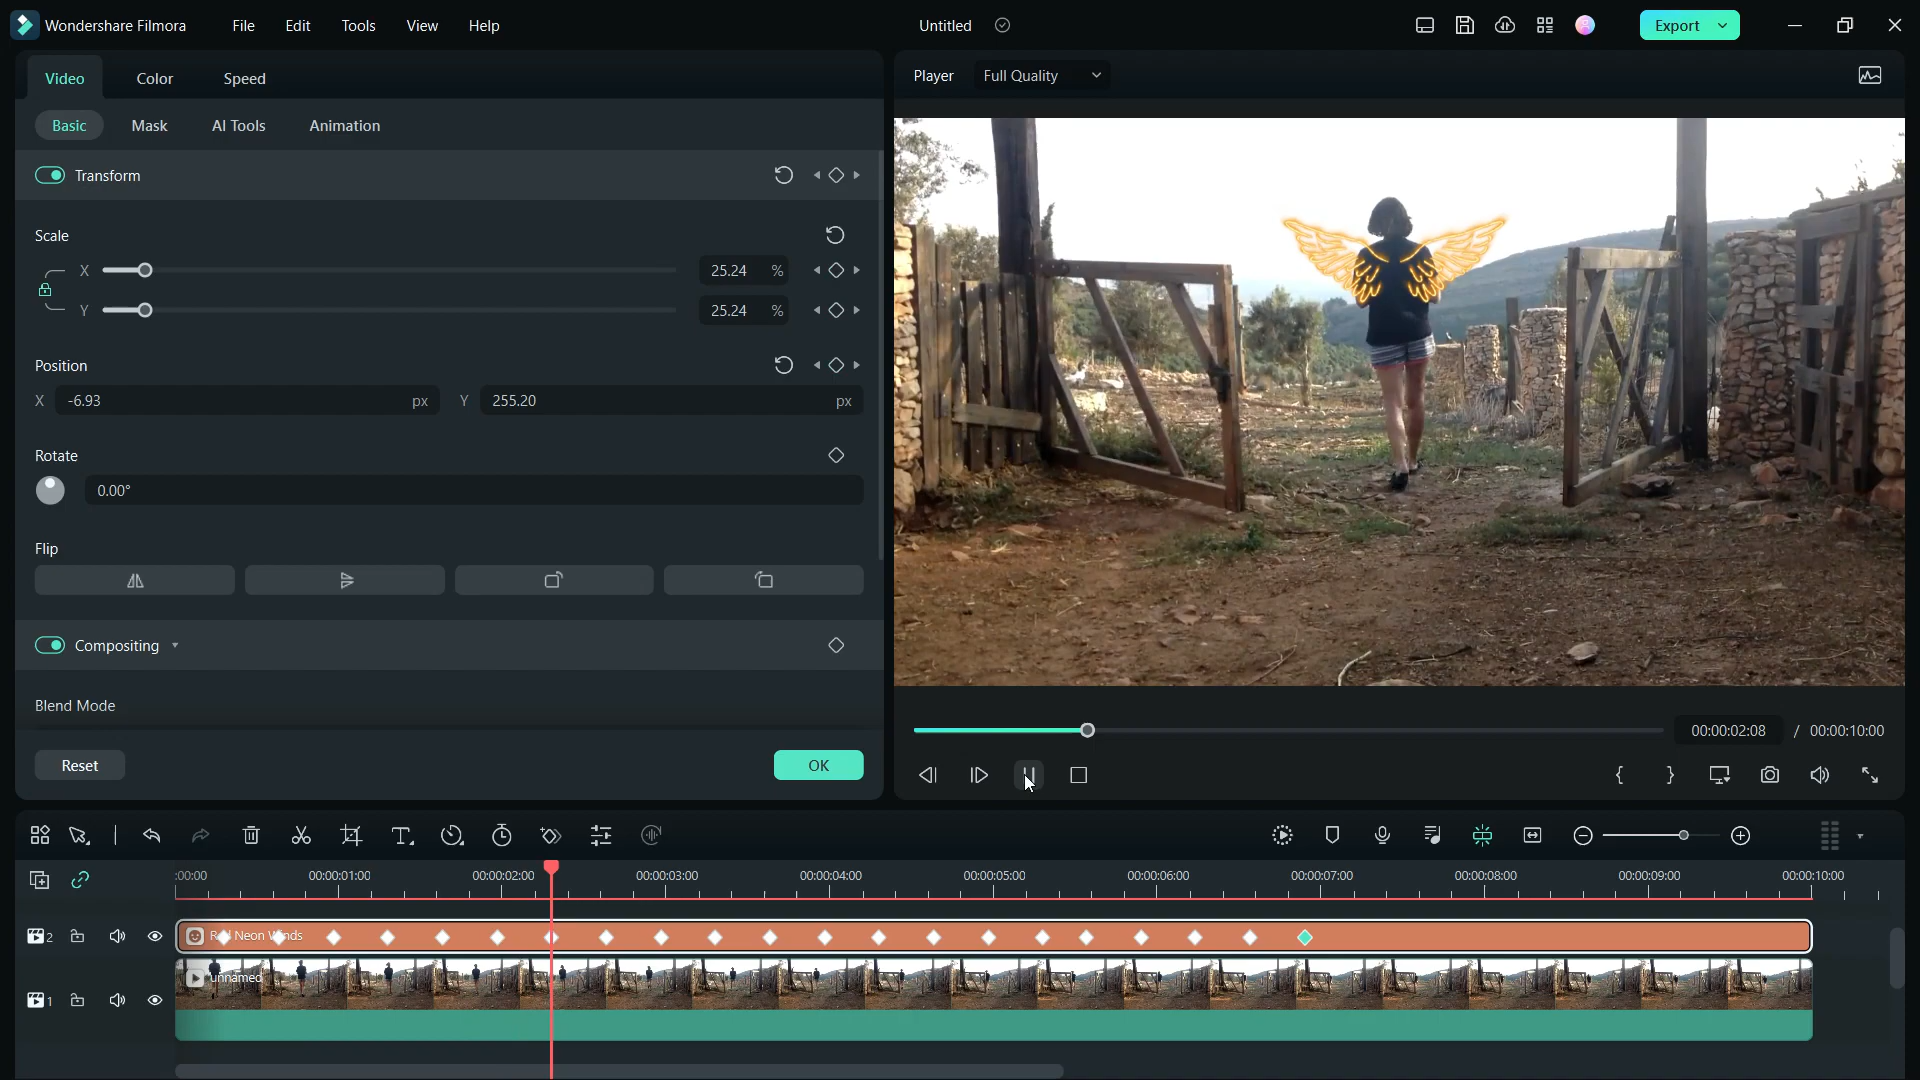 Wondershare Filmora File Edit Tools View Help Untitled Export
Video Color Speed
Player Full Quality
Basic Mask AI Tools Animation
Transform
Scale
X 25.24 %
Y 25.24 %
Position
X -6.93 px Y 255.20 px
Rotate
0.00°
Flip
Compositing
Blend Mode
00:00:02:08 / 00:00:10:00
Reset OK
:00:00 00:00:01:00 00:00:02:00 00:00:03:00 00:00:04:00 00:00:05:00 00:00:06:00 00:00:07:00 00:00:08:00 00:00:09:00 00:00:10:00
2
Neon
unnamed
1